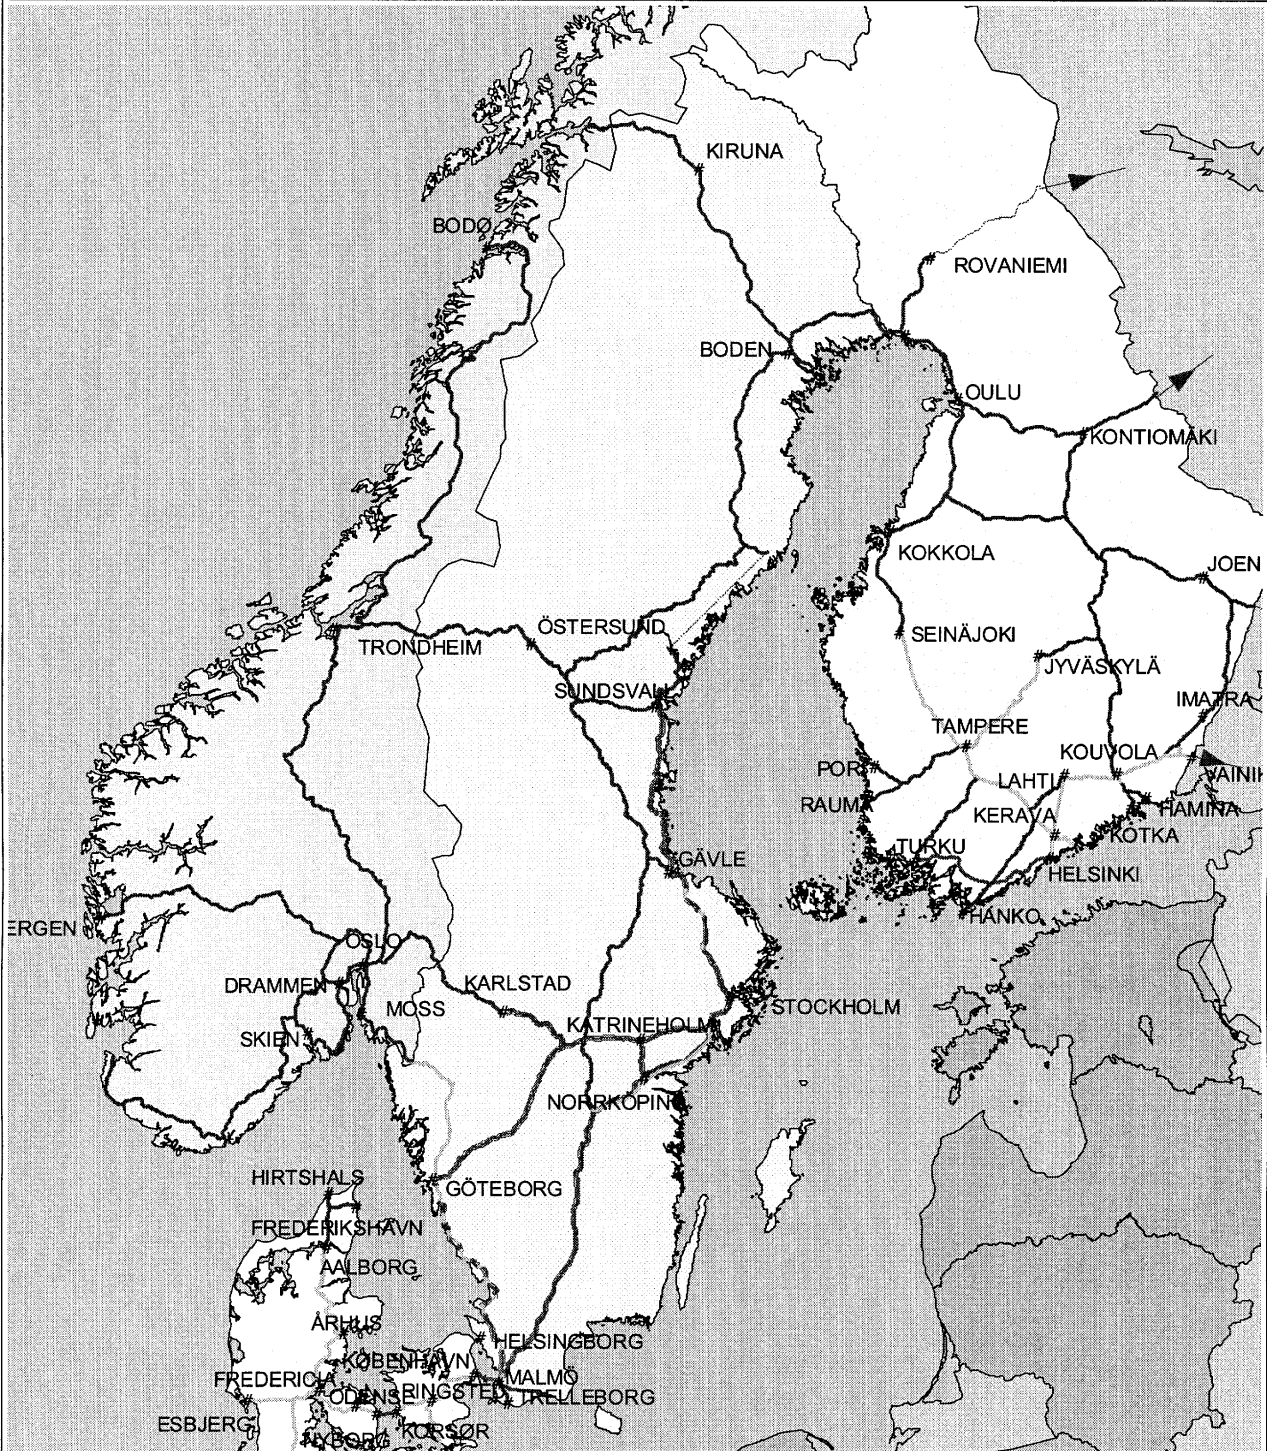 KIRUNA
BODØ
ROVANIEMI
BODEN
OULU
KONTIOMÄKI
KOKKOLA
JOEN
ÖSTERSUND
SEINÄJOKI
TRONDHEIM
JYVÄSKYLÄ
SUNDSVALL
IMATRA
TAMPERE
KOUVOLA
PORI
LAHTI
VAINIK
RAUMA
KERAVA
HAMINA
KOTKA
TURKU
GÄVLE
HELSINKI
HANKO
ERGEN
OSLO
DRAMMEN
KARLSTAD
MOSS
STOCKHOLM
KATRINEHOLM
SKIEN
NORRKÖPING
HIRTSHALS
GÖTEBORG
FREDERIKSHAVN
AALBORG
ÅRHUS
HELSINGBORG
KØBENHAVN
FREDERICIA
MALMÖ
ODENSE
RINGSTED
TRELLEBORG
ESBJERG
KORSØR
NYBORG